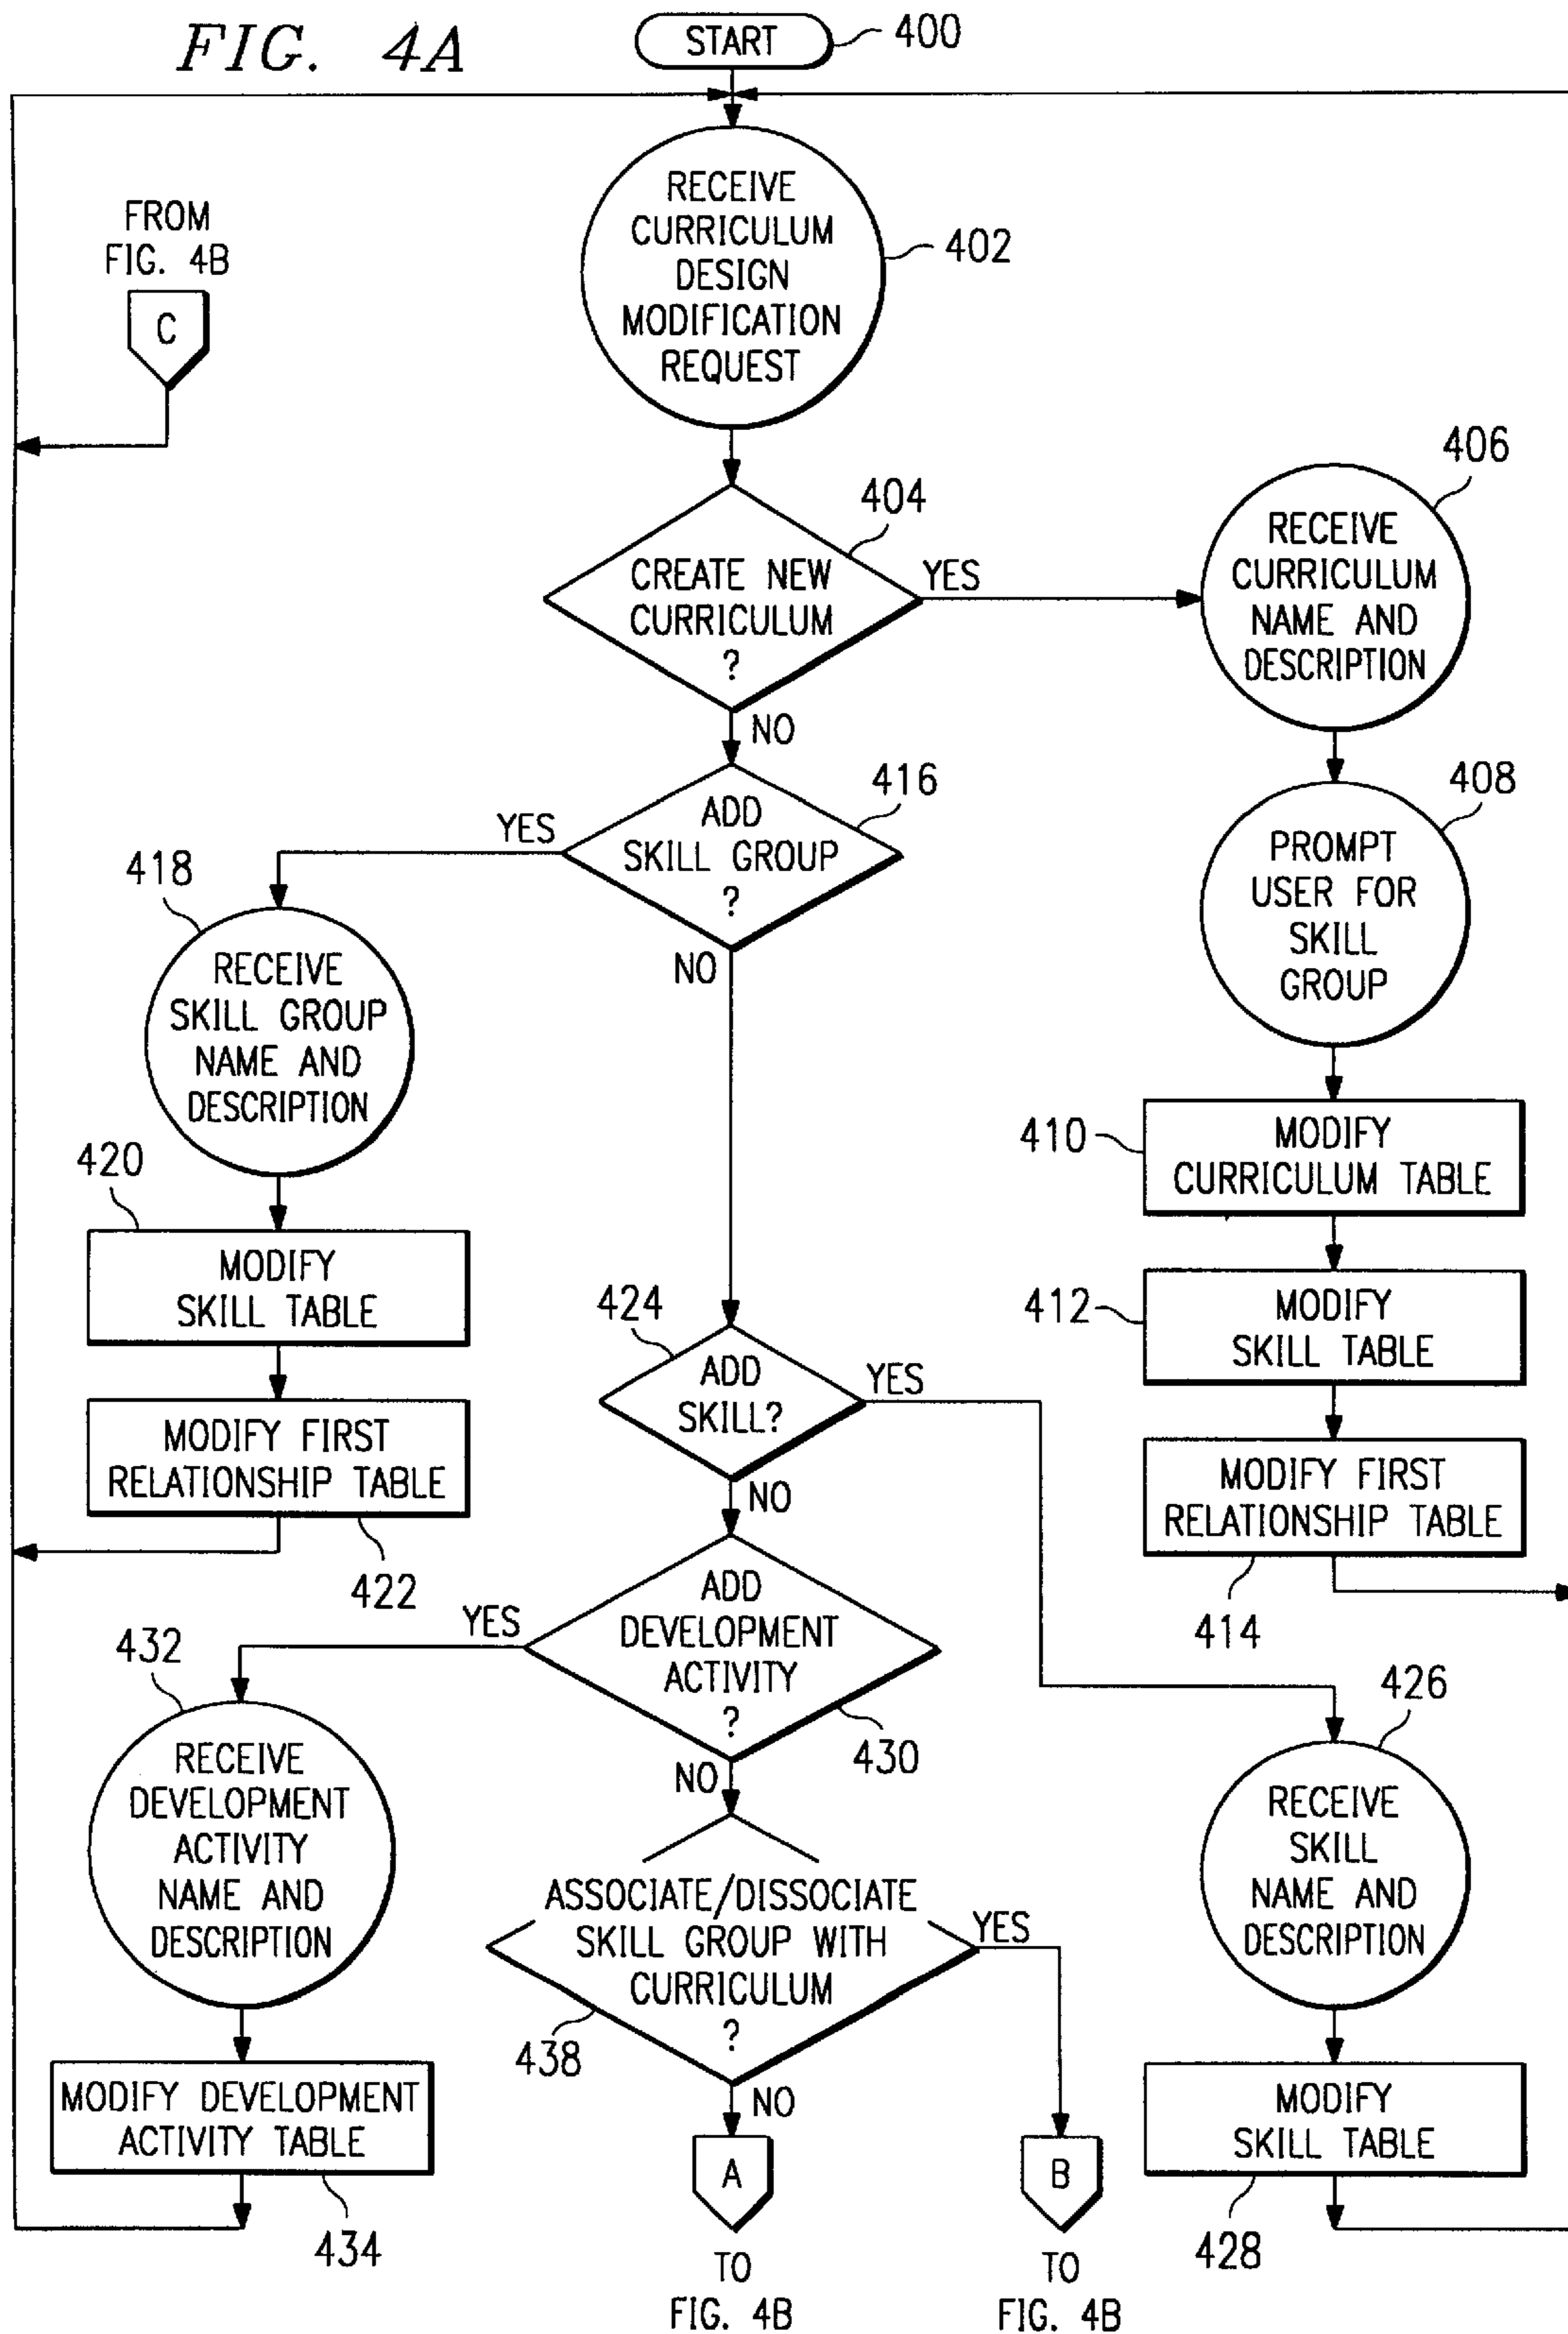 FIG. 4A
START
400
FROM
FIG. 4B
C
RECEIVE
CURRICULUM
DESIGN
MODIFICATION
REQUEST
402
404
CREATE NEW
CURRICULUM
?
YES
NO
406
RECEIVE
CURRICULUM
NAME AND
DESCRIPTION
408
PROMPT
USER FOR
SKILL
GROUP
410
MODIFY
CURRICULUM TABLE
412
MODIFY
SKILL TABLE
MODIFY FIRST
RELATIONSHIP TABLE
414
416
ADD
SKILL GROUP
?
YES
NO
418
RECEIVE
SKILL GROUP
NAME AND
DESCRIPTION
420
MODIFY
SKILL TABLE
MODIFY FIRST
RELATIONSHIP TABLE
422
424
ADD
SKILL?
YES
NO
426
RECEIVE
SKILL
NAME AND
DESCRIPTION
MODIFY
SKILL TABLE
428
ADD
DEVELOPMENT
ACTIVITY
?
430
YES
NO
432
RECEIVE
DEVELOPMENT
ACTIVITY
NAME AND
DESCRIPTION
MODIFY DEVELOPMENT
ACTIVITY TABLE
434
ASSOCIATE/DISSOCIATE
SKILL GROUP WITH
CURRICULUM
?
438
YES
NO
A
TO
FIG. 4B
B
TO
FIG. 4B